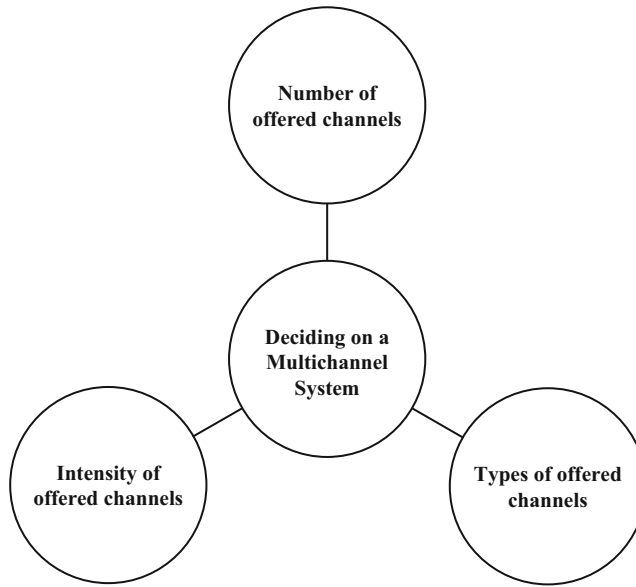 Number of
offered channels
Deciding on a
Multichannel
System
Intensity of
offered channels
Types of offered
channels